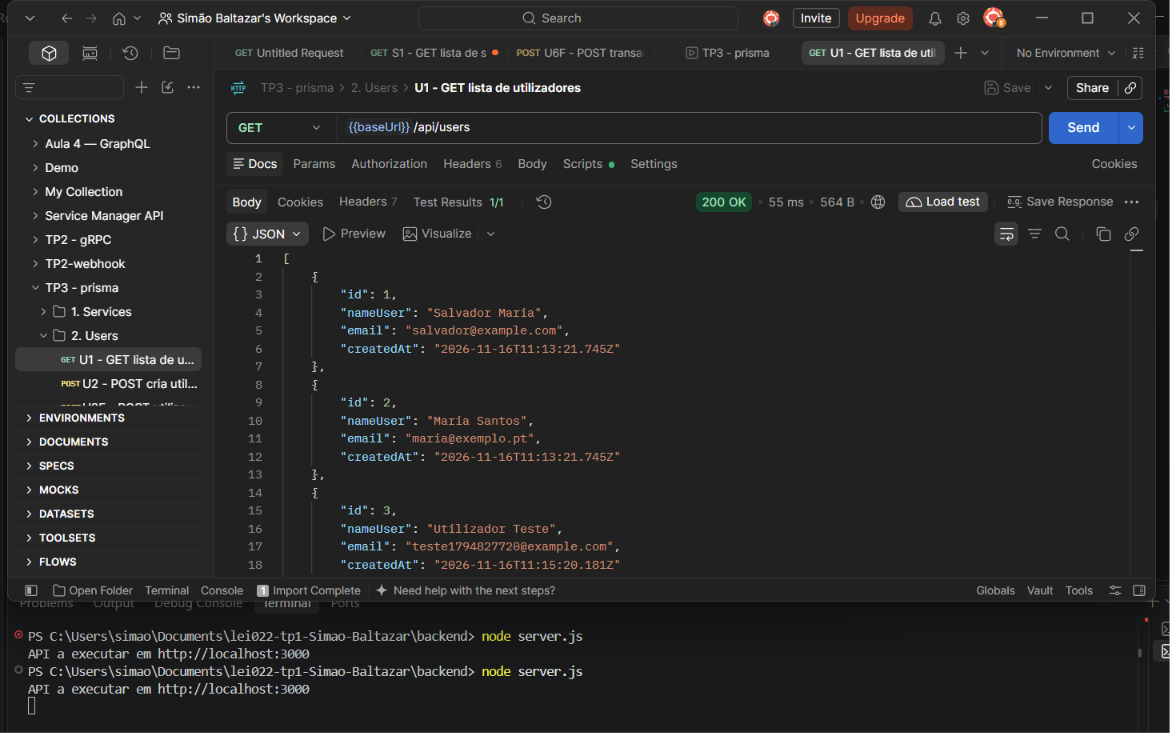 Simão Baltazar's Workspace
Search
Invite
Upgrade
GET Untitled Request
GET S1 - GET lista de s
POST U6F - POST transa
TP3 - prisma
GET U1 - GET lista de util
No Environment
HTTP TP3 - prisma > 2. Users > U1 - GET lista de utilizadores
Save
Share
COLLECTIONS
Aula 4 — GraphQL
Demo
My Collection
Service Manager API
TP2 - gRPC
TP2-webhook
TP3 - prisma
1. Services
2. Users
GET U1 - GET lista de u...
POST U2 - POST cria util...
ENVIRONMENTS
DOCUMENTS
SPECS
MOCKS
DATASETS
TOOLSETS
FLOWS
GET
{{baseUrl}} /api/users
Send
Docs Params Authorization Headers 6 Body Scripts Settings Cookies
Body Cookies Headers 7 Test Results 1/1
200 OK • 55 ms • 564 B
Load test
e.g. Save Response
{} JSON
Preview
Visualize
1 [
2 {
3 "id": 1,
4 "nameUser": "Salvador Maria",
5 "email": "salvador@example.com",
6 "createdAt": "2026-11-16T11:13:21.745Z"
7 },
8 {
9 "id": 2,
10 "nameUser": "Maria Santos",
11 "email": "maria@exemplo.pt",
12 "createdAt": "2026-11-16T11:13:21.745Z"
13 },
14 {
15 "id": 3,
16 "nameUser": "Utilizador Teste",
17 "email": "teste1794827720@example.com",
18 "createdAt": "2026-11-16T11:15:20.181Z"
Open Folder Terminal Console 1 Import Complete Need help with the next steps? Globals Vault Tools
Problems Output Debug Console Terminal Ports
PS C:\Users\simao\Documents\lei022-tp1-Simao-Baltazar\backend> node server.js
API a executar em http://localhost:3000
PS C:\Users\simao\Documents\lei022-tp1-Simao-Baltazar\backend> node server.js
API a executar em http://localhost:3000